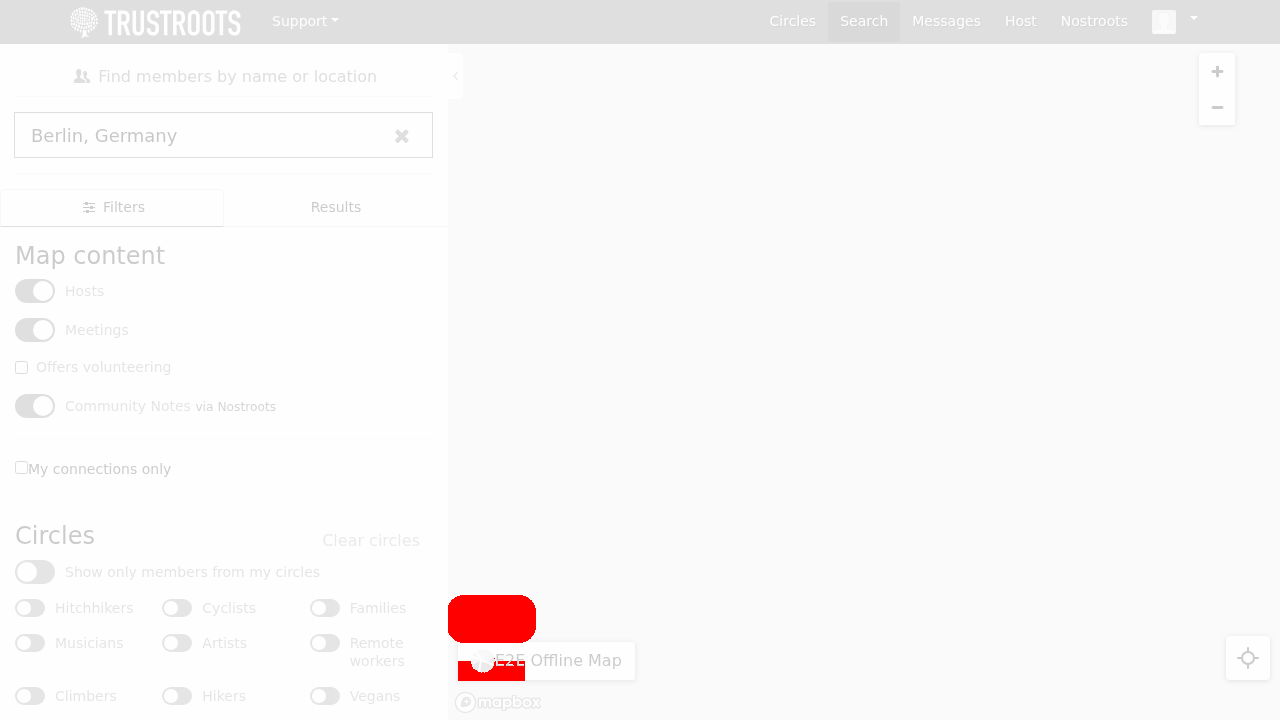 TRUSTROOTS
Support
Circles
Search
Messages
Host
Nostroots
Find members by name or location
Berlin, Germany
Filters
Results
Map content
Hosts
Meetings
Offers volunteering
Community Notes via Nostroots
My connections only
Circles
Clear circles
Show only members from my circles
Hitchhikers
Cyclists
Families
Musicians
Artists
Remote
workers
Climbers
Hikers
Vegans
E2E Offline Map
mapbox